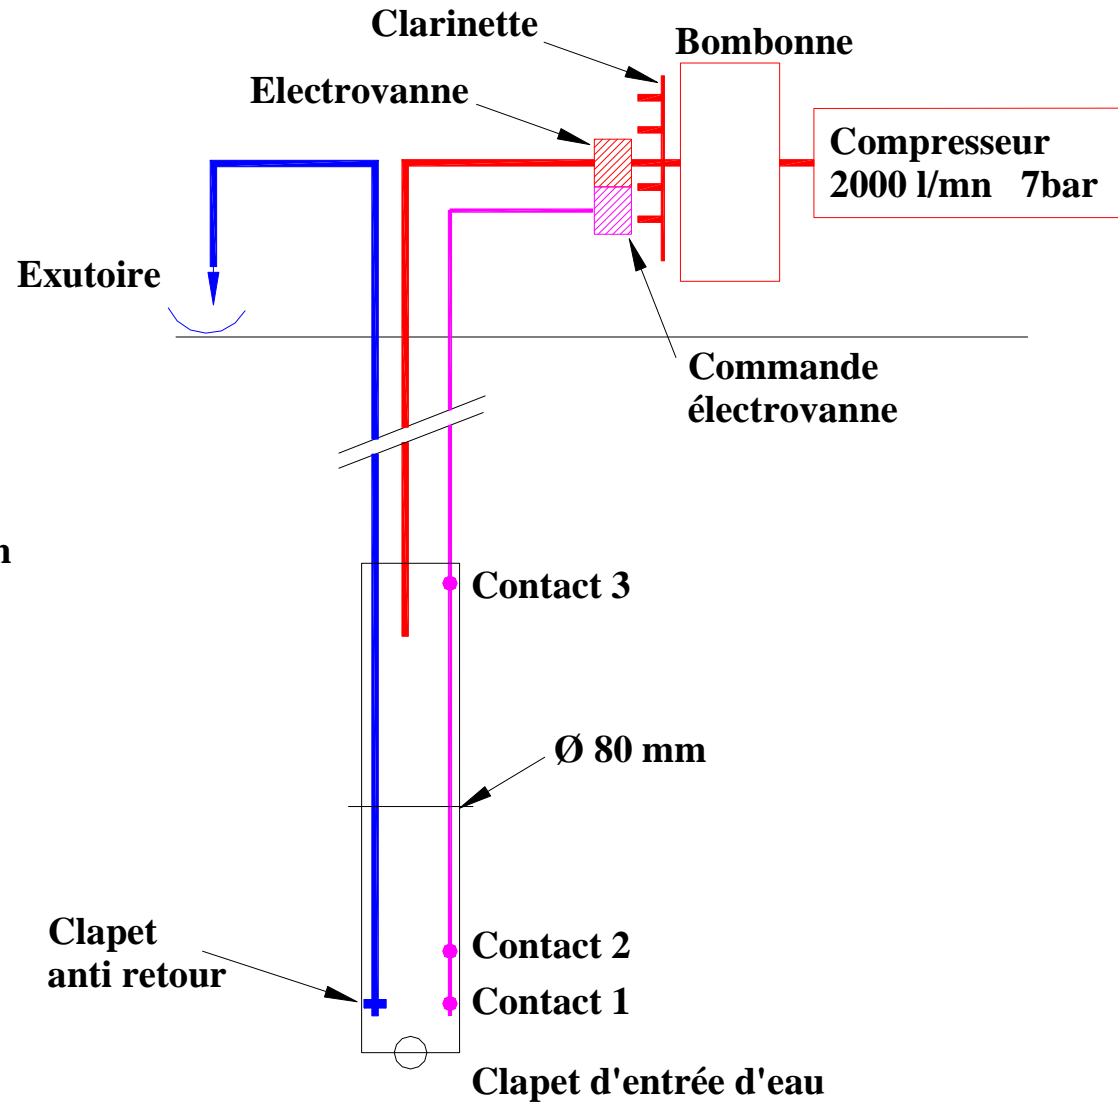 Clarinette
Bombonne
Electrovanne
Compresseur
2000 l/mn 7bar
Exutoire
Commande
électrovanne
n
Contact 3
Ø 80 mm
Clapet
anti retour
Contact 2
Contact 1
Clapet d'entrée d'eau